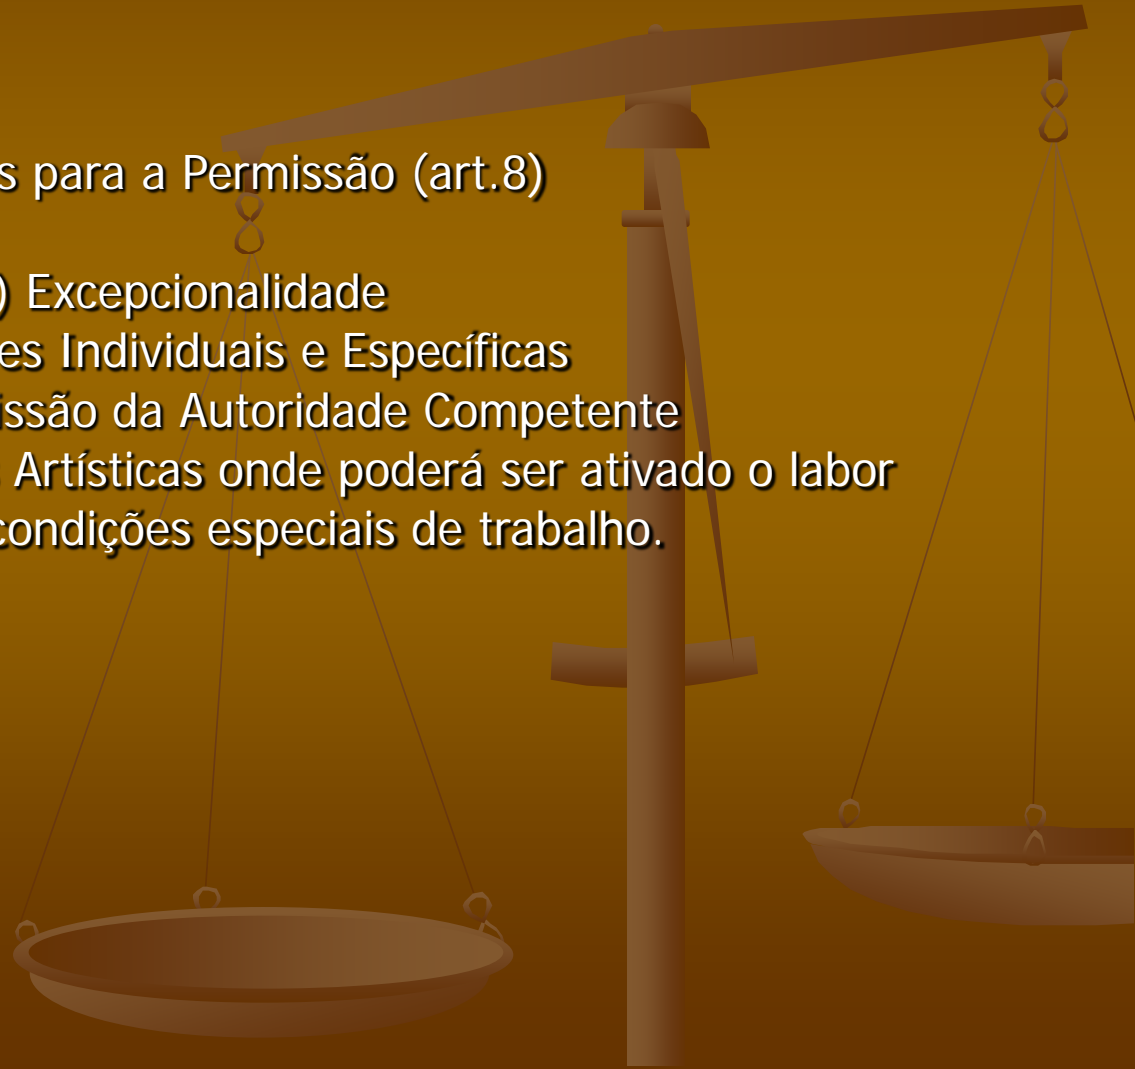 s para a Permissão (art.8)
) Excepcionalidade
es Individuais e Específicas
issão da Autoridade Competente
Artísticas onde poderá ser ativado o labor
condições especiais de trabalho.